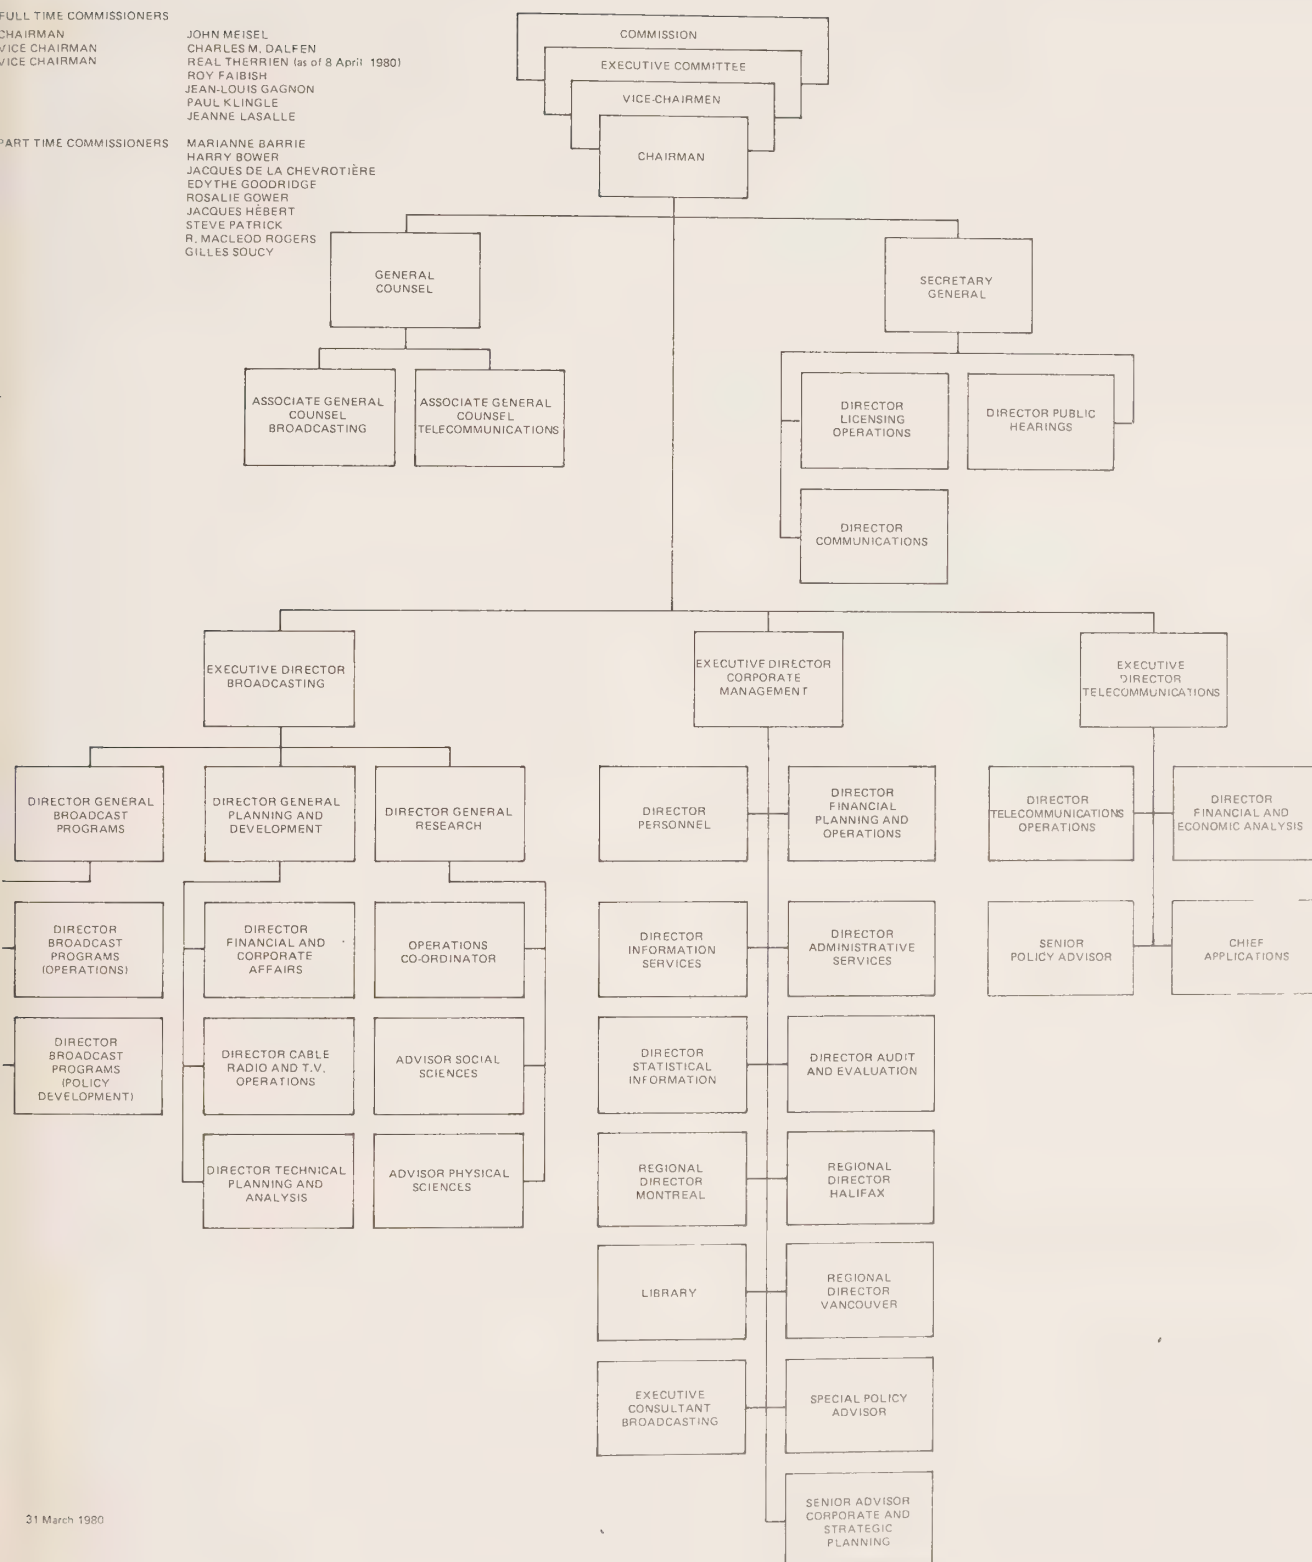 FULL TIME COMMISSIONERS
CHAIRMAN JOHN MEISEL
VICE CHAIRMAN CHARLES M. DALFEN
VICE CHAIRMAN REAL THERRIEN (as of 8 April 1980)
ROY FAIBISH
JEAN-LOUIS GAGNON
PAUL KLINGLE
JEANNE LASALLE
PART TIME COMMISSIONERS MARIANNE BARRIE
HARRY BOWER
JACQUES DE LA CHEVROTIÈRE
EDYTHE GOODRIDGE
ROSALIE GOWER
JACQUES HÉBERT
STEVE PATRICK
R. MACLEOD ROGERS
GILLES SOUCY
COMMISSION
EXECUTIVE COMMITTEE
VICE-CHAIRMEN
CHAIRMAN
GENERAL
COUNSEL
SECRETARY
GENERAL
ASSOCIATE GENERAL
COUNSEL
BROADCASTING
ASSOCIATE GENERAL
COUNSEL
TELECOMMUNICATIONS
DIRECTOR
LICENSING
OPERATIONS
DIRECTOR PUBLIC
HEARINGS
DIRECTOR
COMMUNICATIONS
EXECUTIVE DIRECTOR
BROADCASTING
EXECUTIVE DIRECTOR
CORPORATE
MANAGEMENT
EXECUTIVE
DIRECTOR
TELECOMMUNICATIONS
DIRECTOR GENERAL
BROADCAST
PROGRAMS
DIRECTOR GENERAL
PLANNING AND
DEVELOPMENT
DIRECTOR GENERAL
RESEARCH
DIRECTOR
PERSONNEL
DIRECTOR
FINANCIAL
PLANNING AND
OPERATIONS
DIRECTOR
TELECOMMUNICATIONS
OPERATIONS
DIRECTOR
FINANCIAL AND
ECONOMIC ANALYSIS
DIRECTOR
BROADCAST
PROGRAMS
(OPERATIONS)
DIRECTOR
FINANCIAL AND
CORPORATE
AFFAIRS
OPERATIONS
CO-ORDINATOR
DIRECTOR
INFORMATION
SERVICES
DIRECTOR
ADMINISTRATIVE
SERVICES
SENIOR
POLICY ADVISOR
CHIEF
APPLICATIONS
DIRECTOR
BROADCAST
PROGRAMS
(POLICY
DEVELOPMENT)
DIRECTOR CABLE
RADIO AND T.V.
OPERATIONS
ADVISOR SOCIAL
SCIENCES
DIRECTOR
STATISTICAL
INFORMATION
DIRECTOR AUDIT
AND EVALUATION
DIRECTOR TECHNICAL
PLANNING AND
ANALYSIS
ADVISOR PHYSICAL
SCIENCES
REGIONAL
DIRECTOR
MONTREAL
REGIONAL
DIRECTOR
HALIFAX
LIBRARY
REGIONAL
DIRECTOR
VANCOUVER
EXECUTIVE
CONSULTANT
BROADCASTING
SPECIAL POLICY
ADVISOR
SENIOR ADVISOR
CORPORATE AND
STRATEGIC
PLANNING
31 March 1980